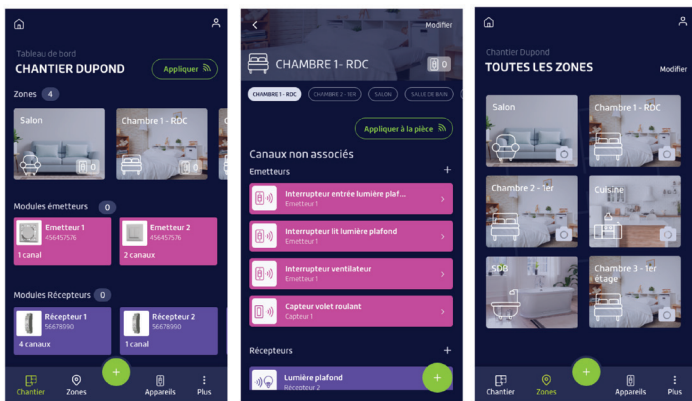 Tableau de bord
CHANTIER DUPOND
Appliquer
Zones 4
Salon
Chambre 1 - RDC
0
0
Modules émetteurs 0
Emetteur 1
456457576
1 canal
Emetteur 2
456457576
2 canaux
Modules Récepteurs 0
Récepteur 1
56678990
4 canaux
Récepteur 2
56678990
1 canal
Chantier
Zones
+
Appareils
Plus
Modifier
CHAMBRE 1- RDC
0
CHAMBRE 1 - RDC
CHAMBRE 2 - 1ER
SALON
SALLE DE BAIN
Appliquer à la pièce
Canaux non associés
Emetteurs +
Interrupteur entrée lumière plaf...
Emetteur 1
Interrupteur lit lumière plafond
Emetteur 1
Interrupteur ventilateur
Emetteur 1
Capteur volet roulant
Capteur 1
Récepteurs +
Lumière plafond
Récepteur 2
+
Chantier Dupond
TOUTES LES ZONES
Modifier
Salon
Chambre 1 - RDC
Chambre 2 - 1er
Cuisine
SDB
Chambre 3 - 1er
étage
Chantier
Zones
+
Appareils
Plus